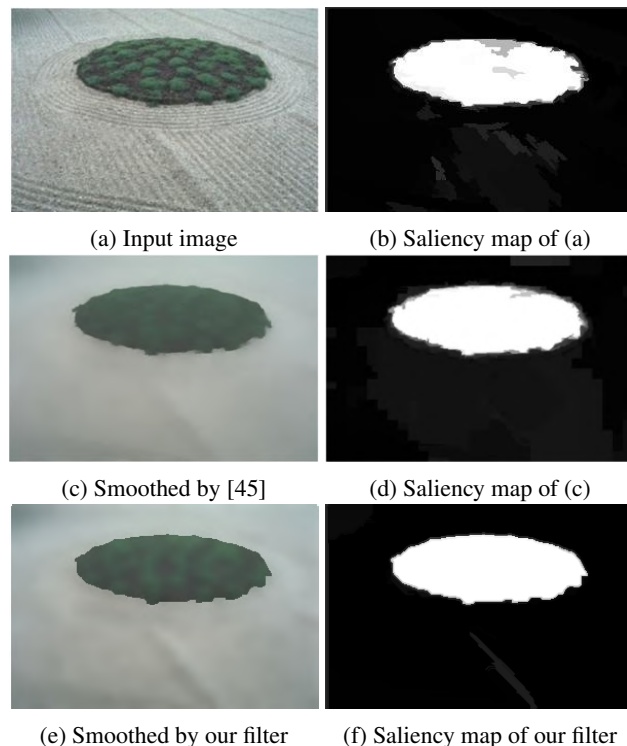 (a) Input image
(b) Saliency map of (a)
(c) Smoothed by [45]
(d) Saliency map of (c)
(e) Smoothed by our filter
(f) Saliency map of our filter